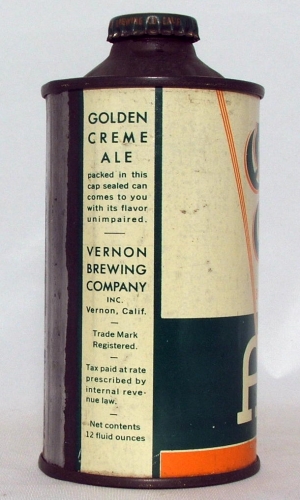 GOLDEN
CREME
ALE
packed in this
cap sealed can
comes to you
with its flavor
unimpaired.
VERNON
BREWING
COMPANY
INC.
Vernon, Calif.
Trade Mark
Registered.
Tax paid at rate
prescribed by
internal reve-
nue law.
Net contents
12 fluid ounces